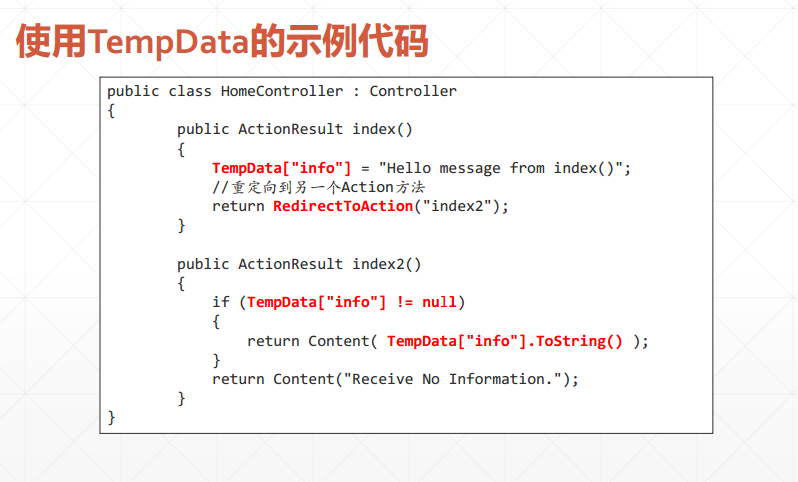 使用TempData的示例代码
public class HomeController : Controller
{
public ActionResult index()
{
TempData["info"] = "Hello message from index()";
//重定向到另一个Action方法
return RedirectToAction("index2");
}
public ActionResult index2()
{
if (TempData["info"] != null)
{
return Content( TempData["info"].ToString() );
}
return Content("Receive No Information.");
}
}